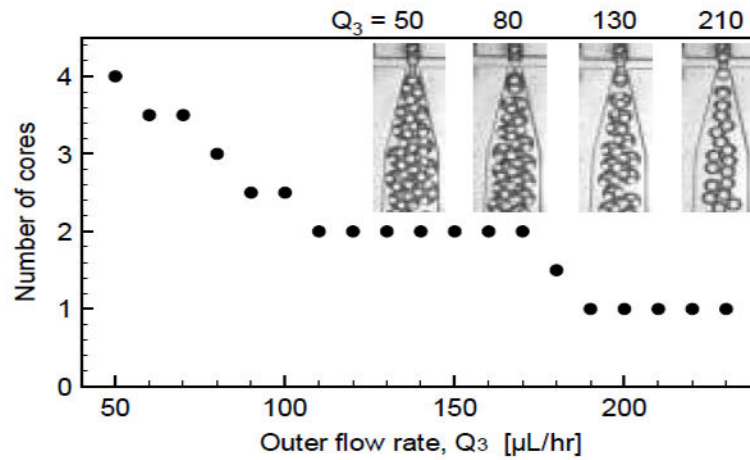 Q3 = 50 80 130 210
4
3
2
1
0
Number of cores
50 100 150 200
Outer flow rate, Q3 [µL/hr]